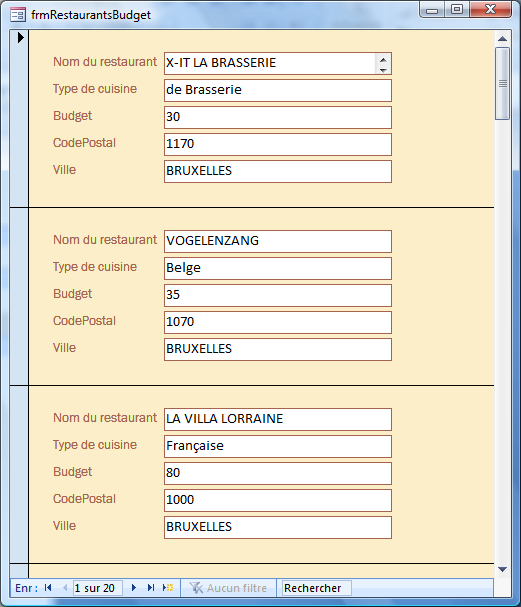 frmRestaurantsBudget
Nom du restaurant X-IT LA BRASSERIE
Type de cuisine de Brasserie
Budget 30
CodePostal 1170
Ville BRUXELLES
Nom du restaurant VOGELENZANG
Type de cuisine Belge
Budget 35
CodePostal 1070
Ville BRUXELLES
Nom du restaurant LA VILLA LORRAINE
Type de cuisine Française
Budget 80
CodePostal 1000
Ville BRUXELLES
Enr : 1 sur 20 Aucun filtre Rechercher